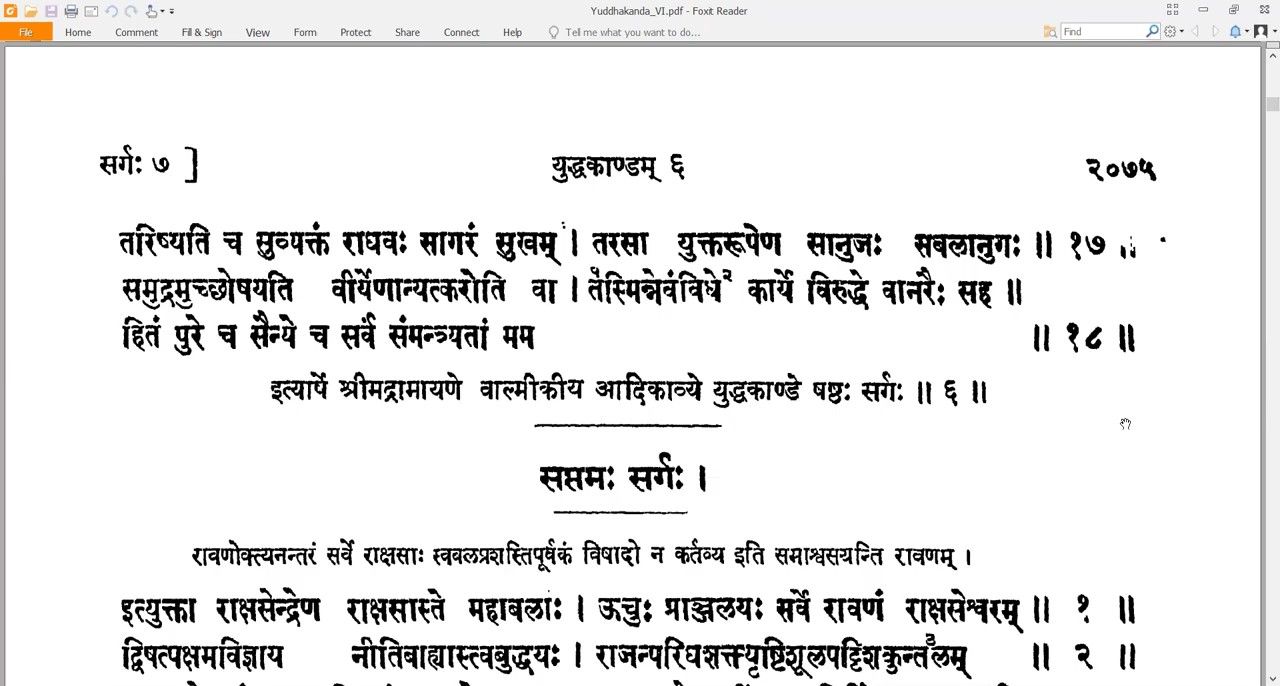 Yuddhakanda_VI.pdf - Foxit Reader
File Home Comment Fill & Sign View Form Protect Share Connect Help Tell me what you want to do... Find
सर्गः ७ ] युद्धकाण्डम् ६ २०७५
तरिष्यति च सुव्यक्तं राघवः सागरं सुखम् । तरसा युक्तरूपेण सानुजः सबलानुगः ॥ १७ ॥
समुद्रमुच्छोषयति वीर्येणान्यत्करोति वा । तस्मिन्नेवंविधे२ कार्ये विरुद्धे वानरैः सह ॥
हितं पुरे च सैन्ये च सर्वं संमन्त्र्यतां मम ॥ १८ ॥
इत्यार्षे श्रीमद्रामायणे वाल्मीकीय आदिकाव्ये युद्धकाण्डे षष्ठः सर्गः ॥ ६ ॥
सप्तमः सर्गः ।
रावणोक्त्यनन्तरं सर्वे राक्षसाः स्वबलप्रशस्तिपूर्वकं विषादो न कर्तव्य इति समाश्वसयन्ति रावणम् ।
इत्युक्ता राक्षसेन्द्रेण राक्षसास्ते महाबलाः । ऊचुः प्राञ्जलयः सर्वे रावणं राक्षसेश्वरम् ॥ १ ॥
द्विषत्पक्षमविज्ञाय नीतिबाह्यास्त्वबुद्धयः । राजन्परिघशक्त्यृष्टिशूलपट्टिशकुन्त३लम् ॥ २ ॥